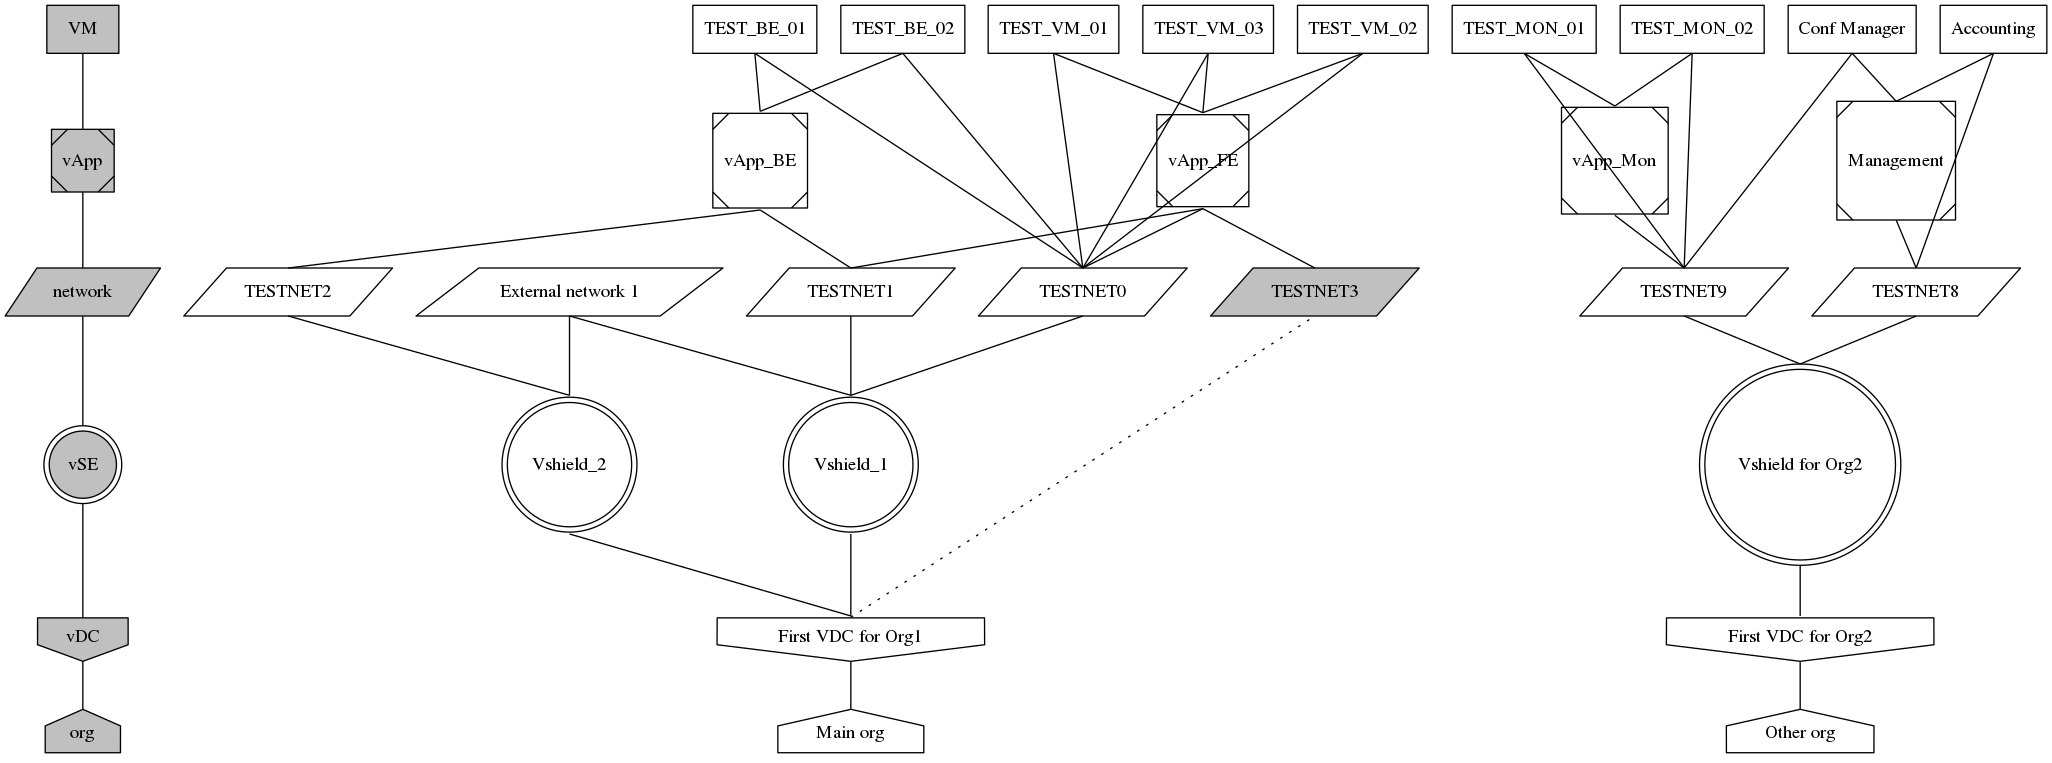 VM
TEST_BE_01
TEST_BE_02
TEST_VM_01
TEST_VM_03
TEST_VM_02
TEST_MON_01
TEST_MON_02
Conf Manager
Accounting
vApp
vApp_BE
vApp_FE
vApp_Mon
Management
network
TESTNET2
External network 1
TESTNET1
TESTNET0
TESTNET3
TESTNET9
TESTNET8
vSE
Vshield_2
Vshield_1
Vshield for Org2
vDC
First VDC for Org1
First VDC for Org2
org
Main org
Other org